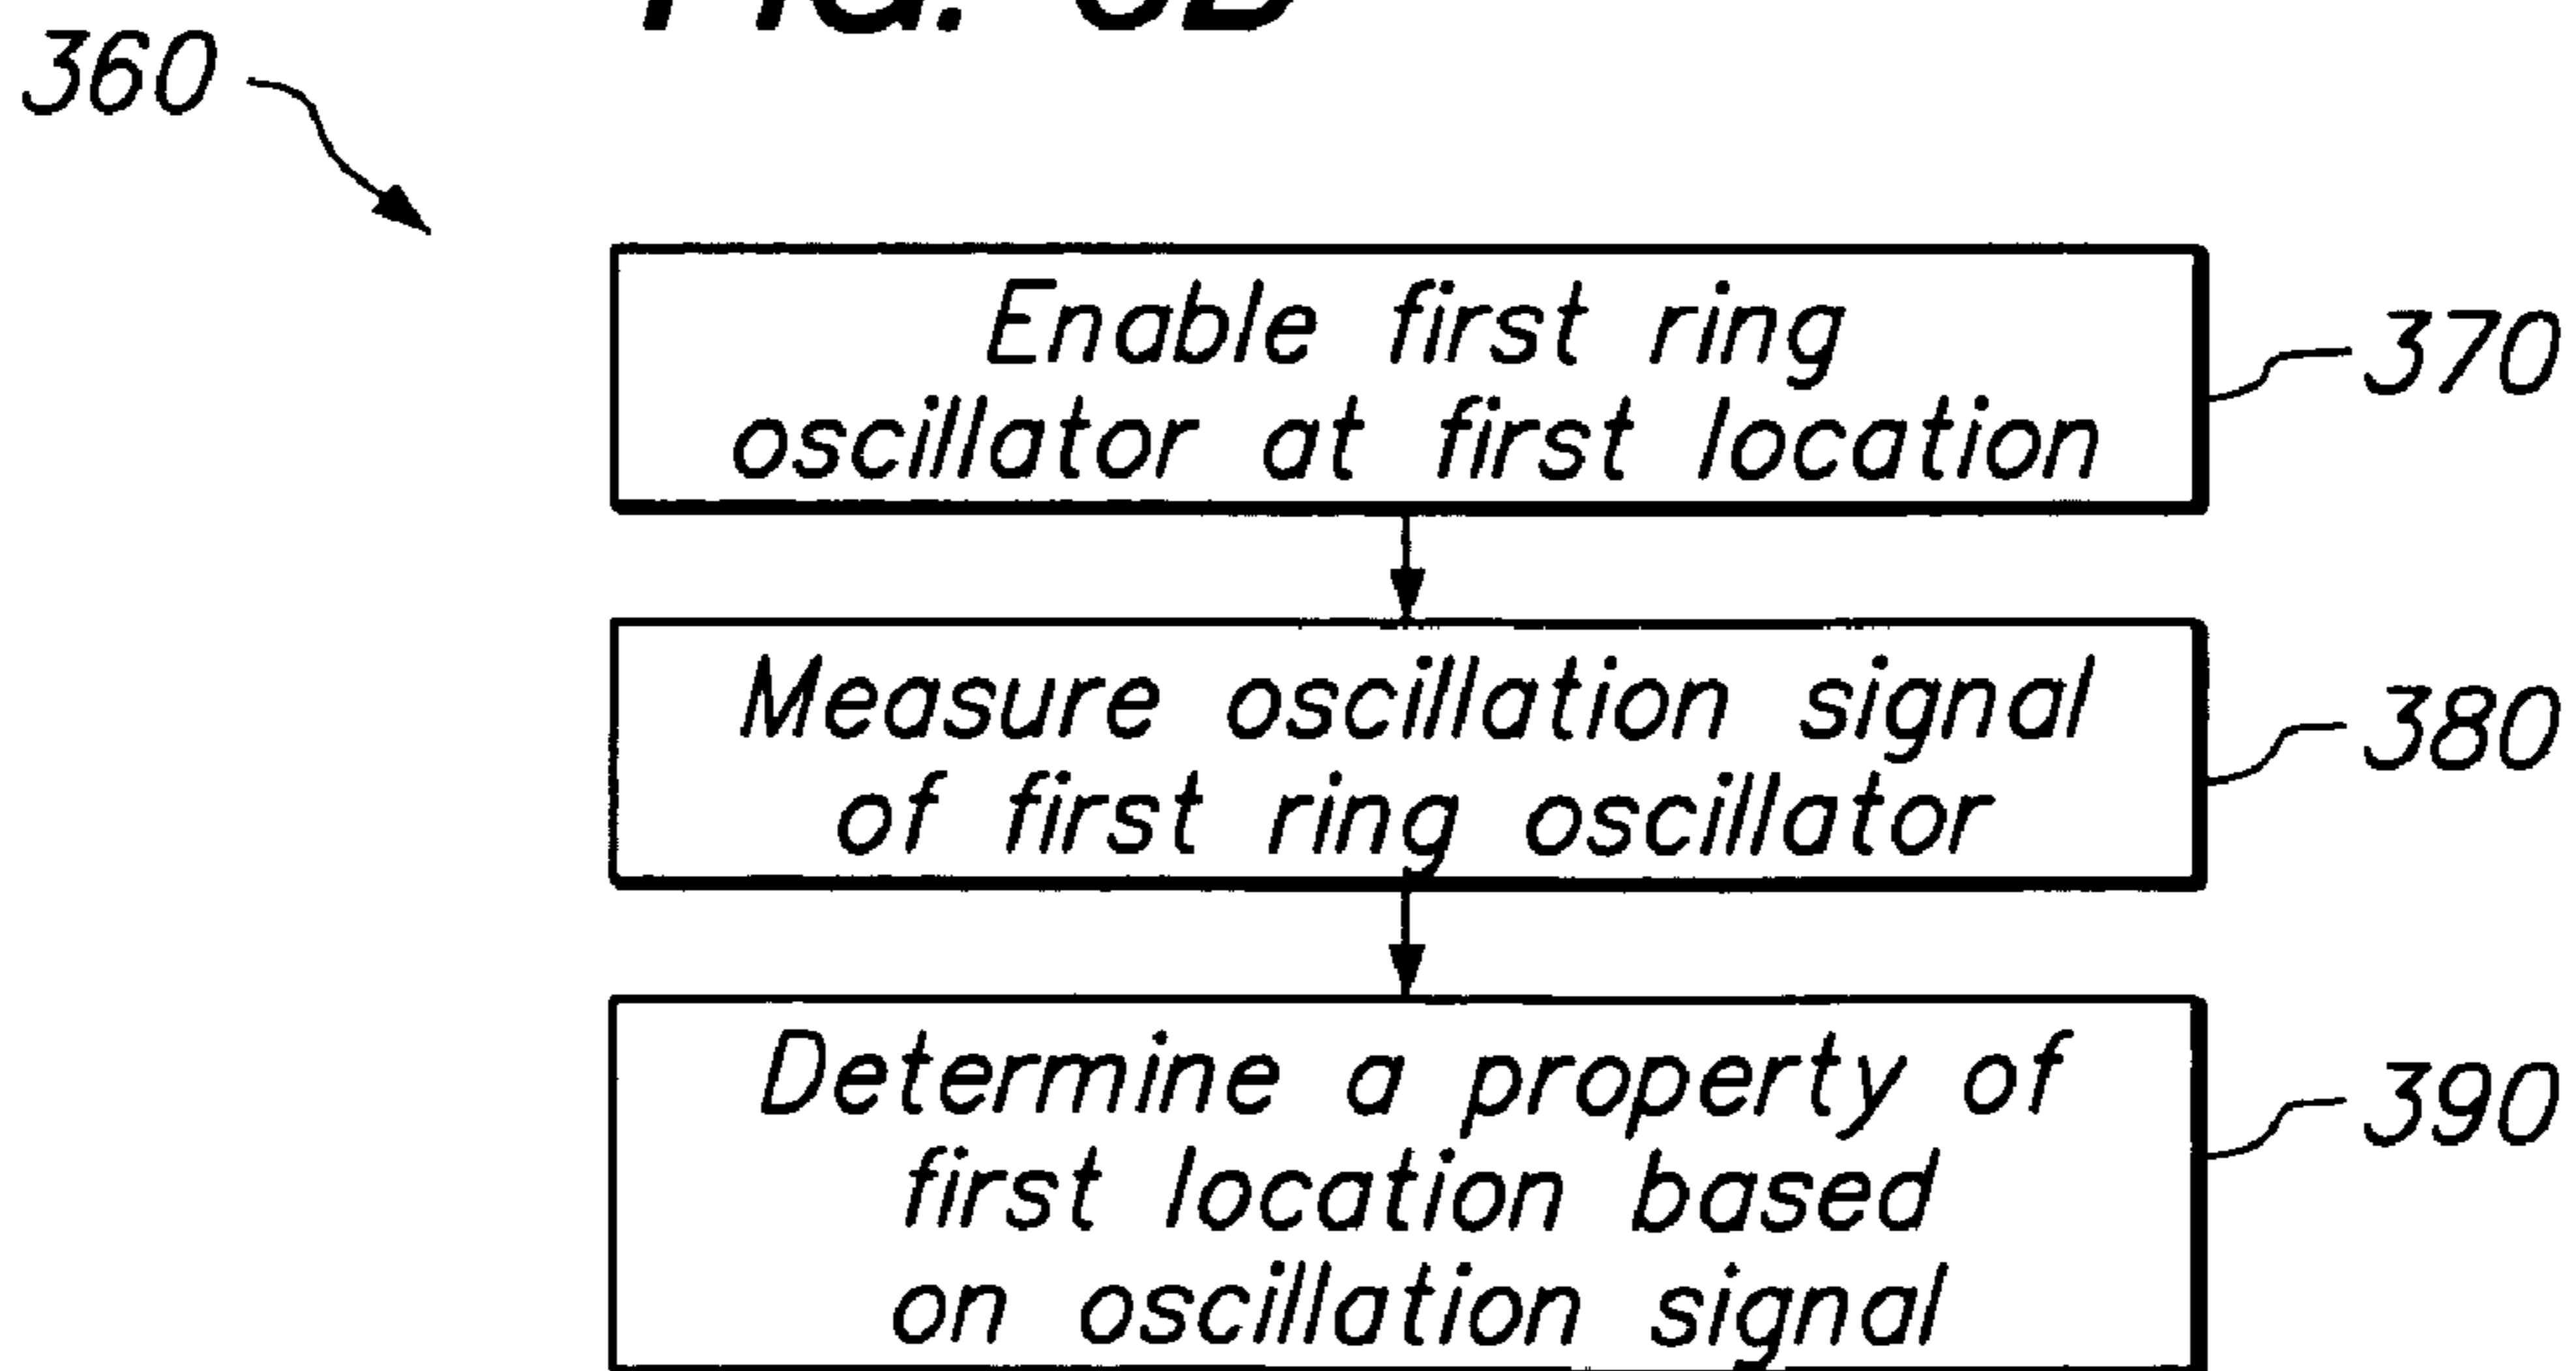 FIG.
360
Enable first ring
oscillator at first location
370
Measure oscillation signal
of first ring oscillator
380
Determine a property of
first location based
on oscillation signal
390